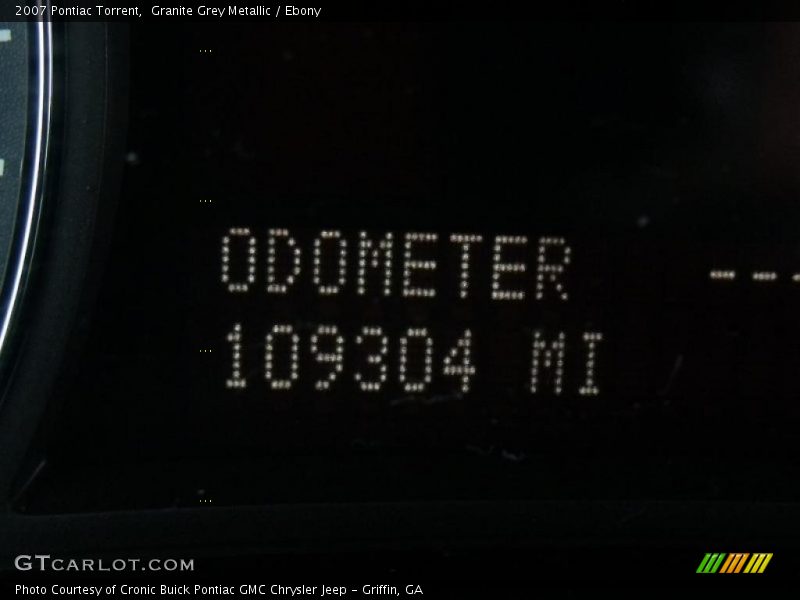 2007 Pontiac Torrent,  Granite Grey Metallic / Ebony
ODOMETER ---
109304 MI
GTCARLOT.COM
Photo Courtesy of Cronic Buick Pontiac GMC Chrysler Jeep - Griffin, GA